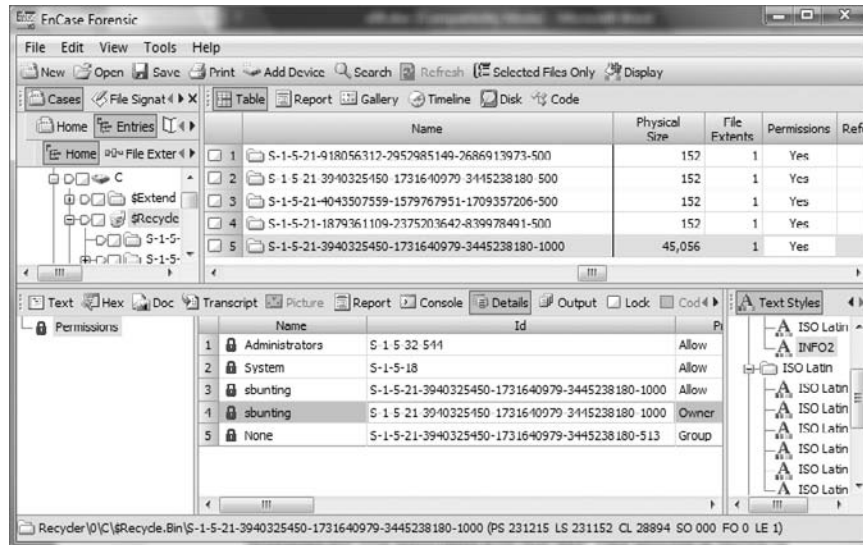 EnCase Forensic
File Edit View Tools Help
New Open Save Print Add Device Search Refresh Selected Files Only Display
Cases File Signat Table Report Gallery Timeline Disk Code
Home Entries
Home File Exter
Name Physical Size File Extents Permissions Ref
1 S-1-5-21-918056312-2952985149-2686913973-500 152 1 Yes
2 S-1-5-21-3940325450-1731640979-3445238180-500 152 1 Yes
3 S-1-5-21-4043507559-1579767951-1709357206-500 152 1 Yes
4 S-1-5-21-1879361109-2375203642-839978491-500 152 1 Yes
5 S-1-5-21-3940325450-1731640979-3445238180-1000 45,056 1 Yes
C
$Extend
$Recycle
S-1-5-
S-1-5-
Text Hex Doc Transcript Picture Report Console Details Output Lock Cod Text Styles
Permissions
Name Id Pr
1 Administrators S-1-5-32-544 Allow
2 System S-1-5-18 Allow
3 sbunting S-1-5-21-3940325450-1731640979-3445238180-1000 Allow
4 sbunting S-1-5-21-3940325450-1731640979-3445238180-1000 Owner
5 None S-1-5-21-3940325450-1731640979-3445238180-513 Group
ISO Latin
INFO2
ISO Latin
ISO Latin
ISO Latin
ISO Latin
ISO Latin
ISO Latin
ISO Latin
Recycler\0\C\$Recycle.Bin\S-1-5-21-3940325450-1731640979-3445238180-1000 (PS 231215 LS 231152 CL 28894 SO 000 FO 0 LE 1)